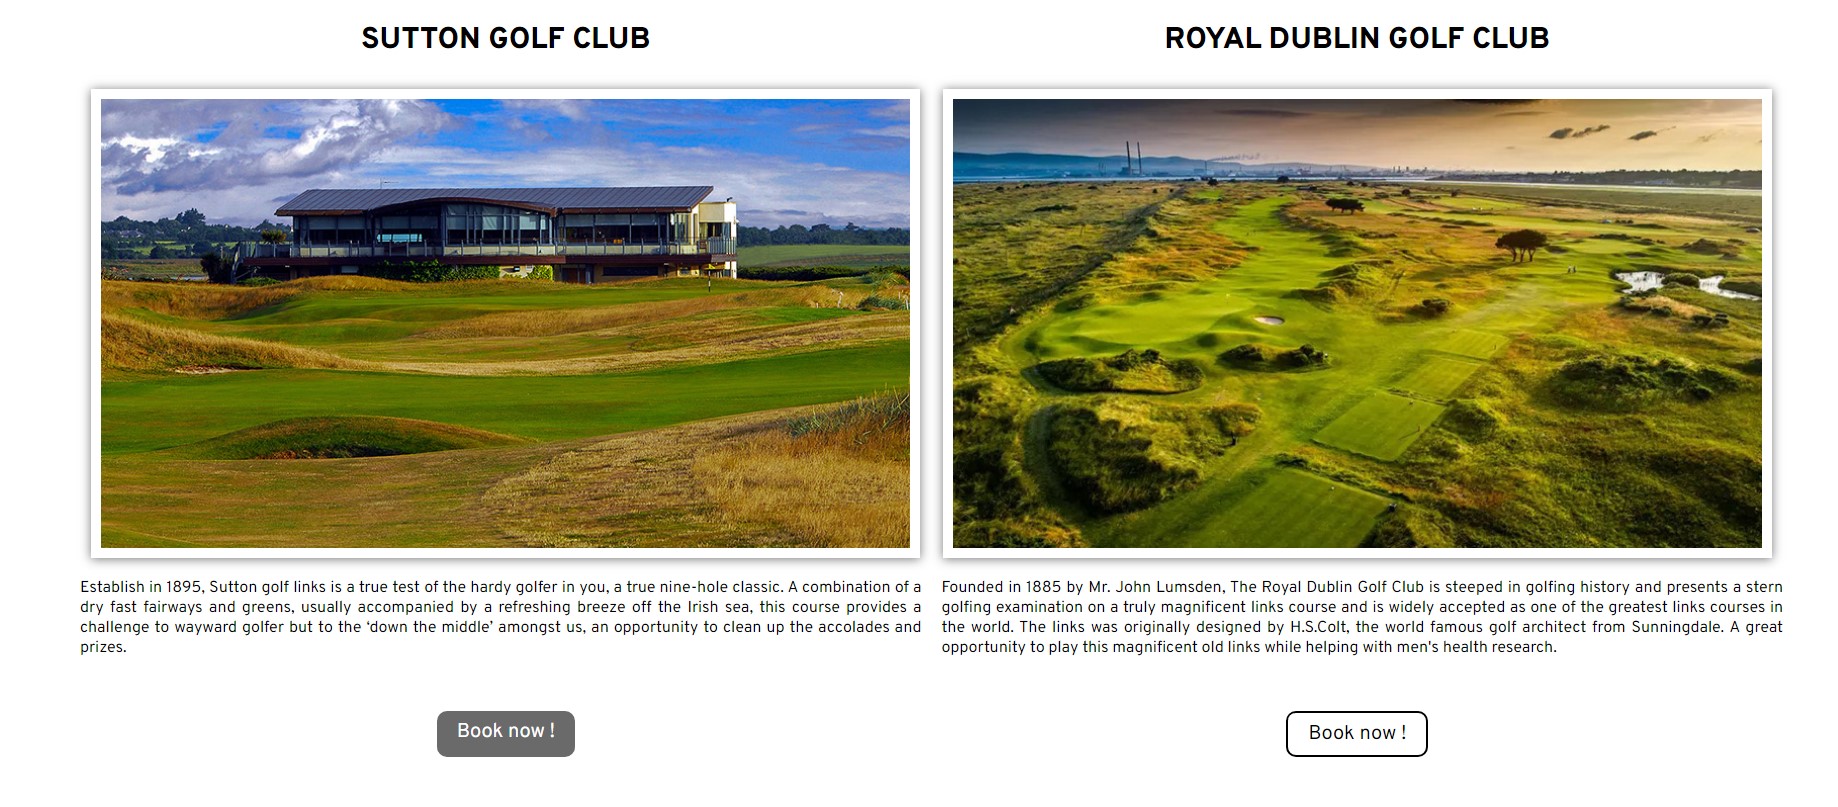 SUTTON GOLF CLUB
Establish in 1895, Sutton golf links is a true test of the hardy golfer in you, a true nine-hole classic. A combination of a
dry fast fairways and greens, usually accompanied by a refreshing breeze off the Irish sea, this course provides a
challenge to wayward golfer but to the ‘down the middle’ amongst us, an opportunity to clean up the accolades and
prizes.
Book now !
ROYAL DUBLIN GOLF CLUB
Founded in 1885 by Mr. John Lumsden, The Royal Dublin Golf Club is steeped in golfing history and presents a stern
golfing examination on a truly magnificent links course and is widely accepted as one of the greatest links courses in
the world. The links was originally designed by H.S.Colt, the world famous golf architect from Sunningdale. A great
opportunity to play this magnificent old links while helping with men's health research.
Book now !